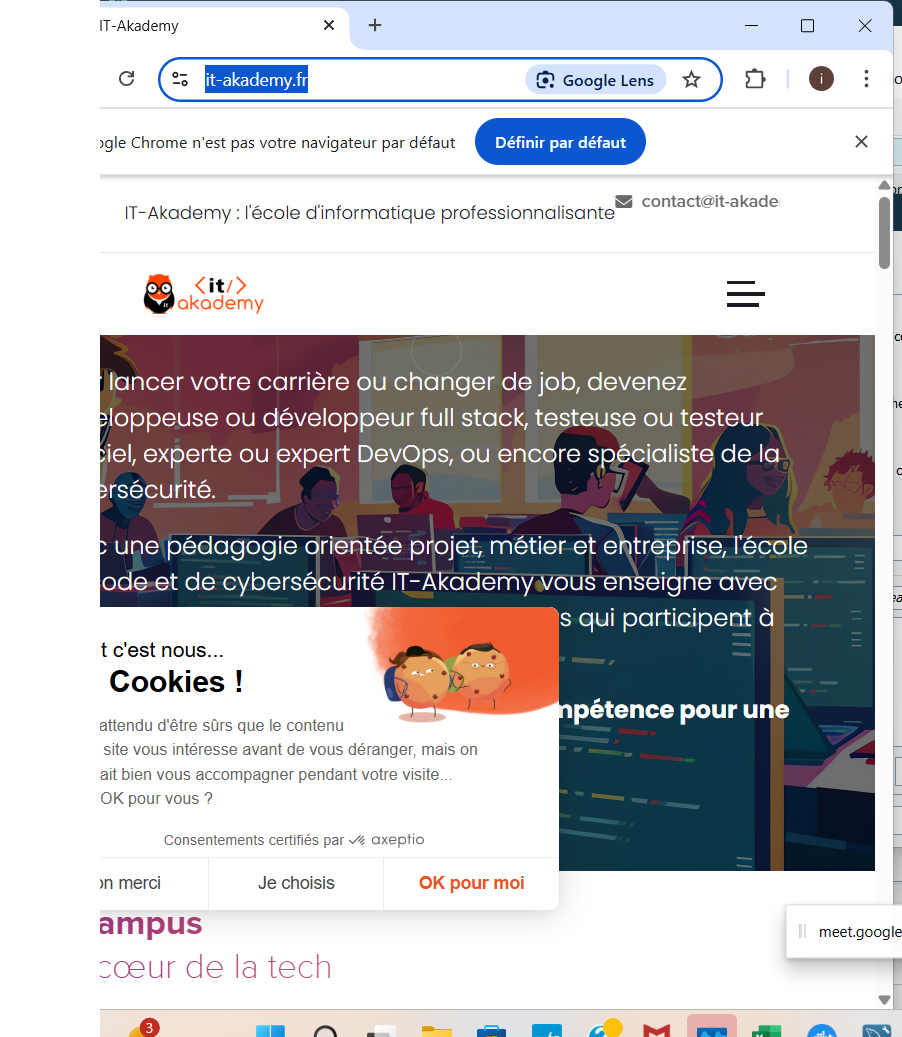 IT-Akademy
it-akademy.fr
Google Lens
i
ogle Chrome n'est pas votre navigateur par défaut
Définir par défaut
IT-Akademy : l'école d'informatique professionnalisante
contact@it-akade
<it/>
akademy
lancer votre carrière ou changer de job, devenez
eloppeuse ou développeur full stack, testeuse ou testeur
ciel, experte ou expert DevOps, ou encore spécialiste de la
ersécurité.
c une pédagogie orientée projet, métier et entreprise, l'école
code et de cybersécurité IT-Akademy vous enseigne avec
s qui participent à
mpétence pour une
t c'est nous...
Cookies !
attendu d'être sûrs que le contenu
site vous intéresse avant de vous déranger, mais on
ait bien vous accompagner pendant votre visite...
OK pour vous ?
Consentements certifiés par axeptio
on merci
Je choisis
OK pour moi
ampus
cœur de la tech
meet.google
3